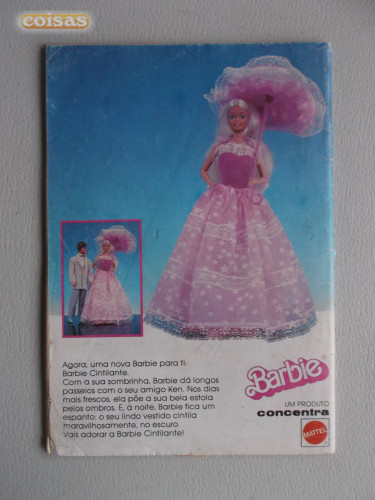 coisas
Agora, uma nova Barbie para ti:
Barbie Cintilante.
Com a sua sombrinha, Barbie dá longos
passeios com o seu amigo Ken. Nos dias
mais frescos, ela põe a sua bela estola
pelos ombros. E, à noite, Barbie fica um
espanto: o seu lindo vestido cintila
maravilhosamente, no escuro.
Vais adorar a Barbie Cintilante!
Barbie
UM PRODUTO
concentra
MATTEL